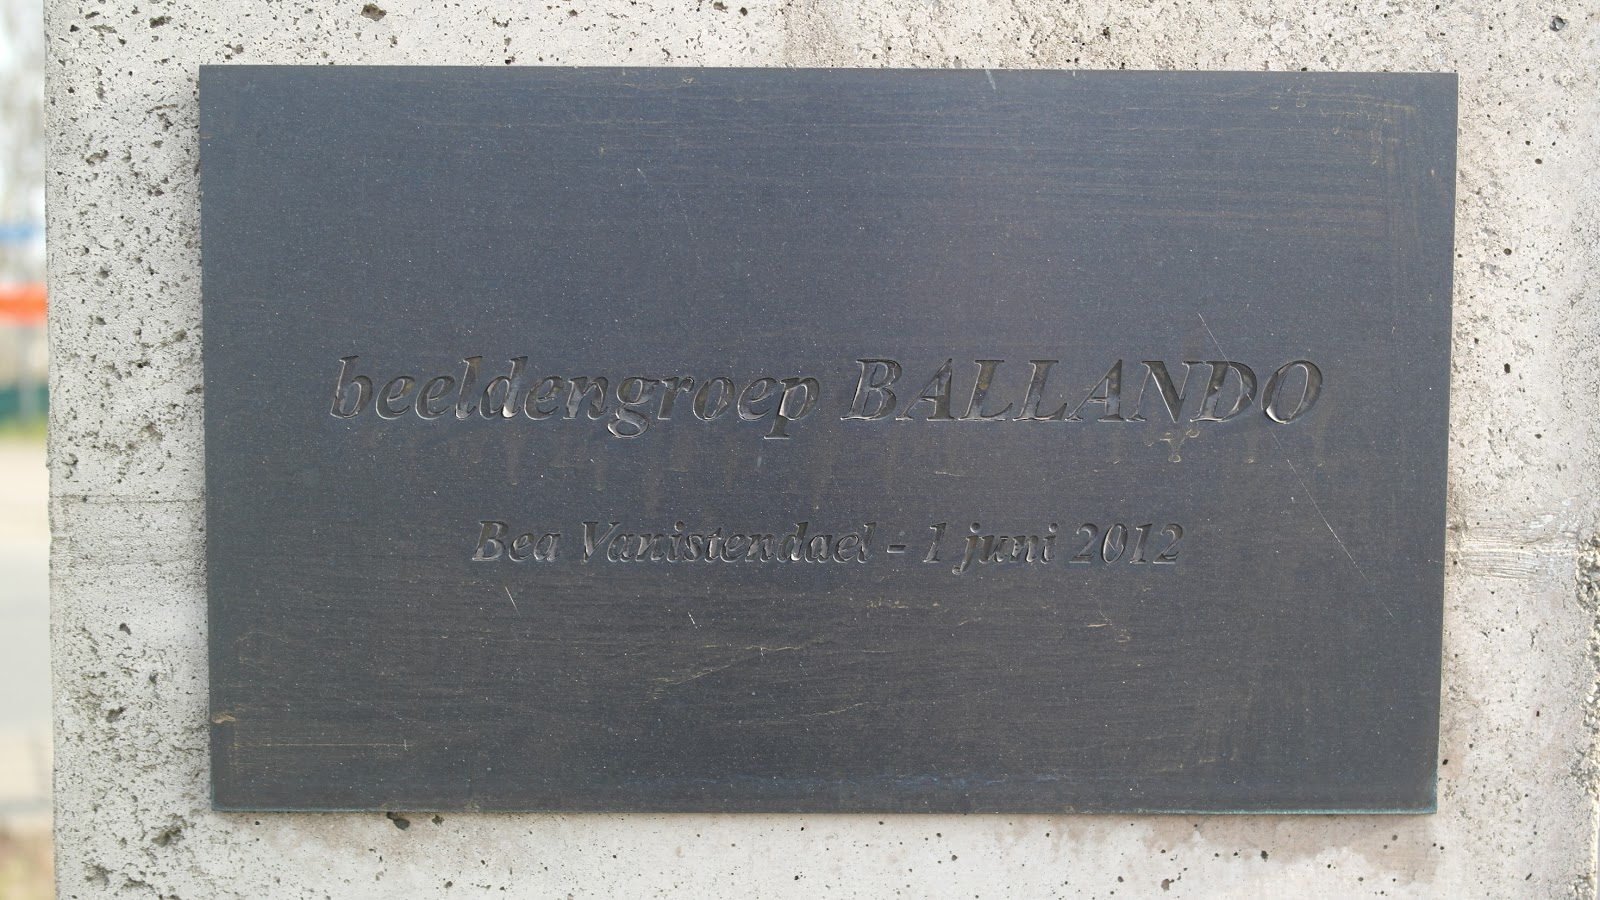 beeldengroep BALLANDO
Bea Vanistendael - 1 juni 2012